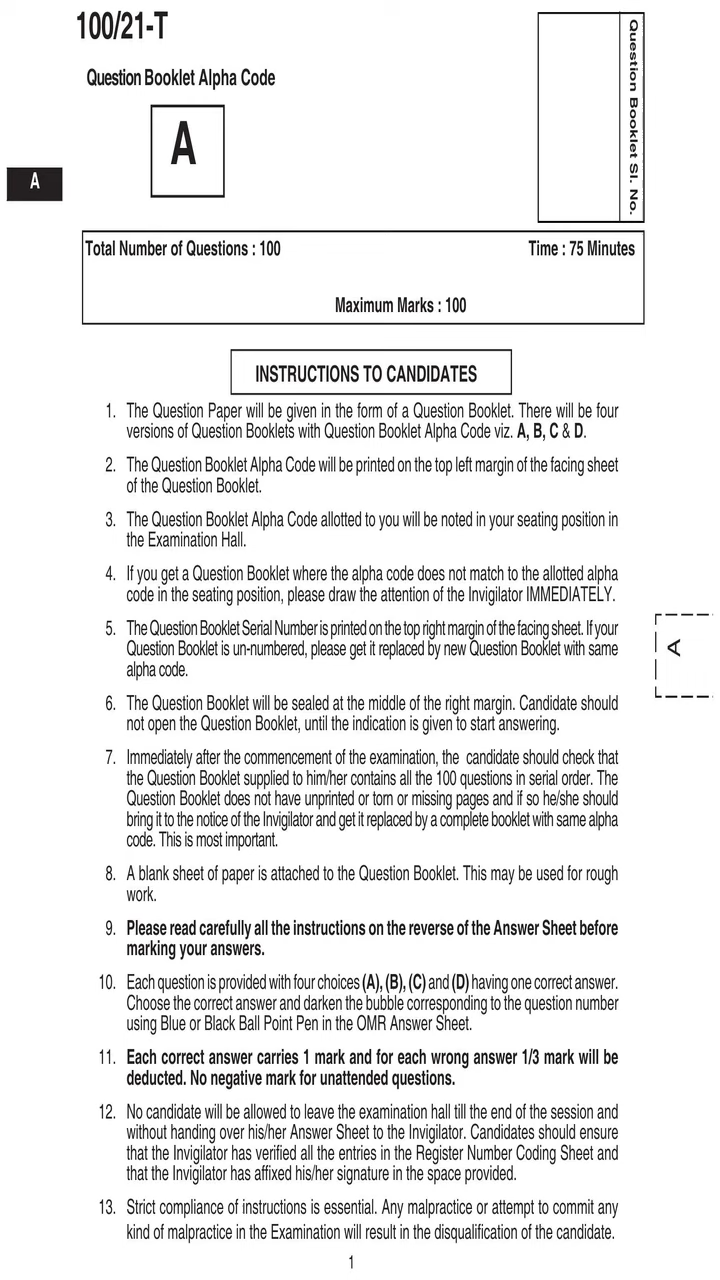 100/21-T
Question Booklet Alpha Code
A
Question Booklet Sl. No.
A
Total Number of Questions : 100 Time : 75 Minutes
Maximum Marks : 100
INSTRUCTIONS TO CANDIDATES
1. The Question Paper will be given in the form of a Question Booklet. There will be four
versions of Question Booklets with Question Booklet Alpha Code viz. A, B, C & D.
2. The Question Booklet Alpha Code will be printed on the top left margin of the facing sheet
of the Question Booklet.
3. The Question Booklet Alpha Code allotted to you will be noted in your seating position in
the Examination Hall.
4. If you get a Question Booklet where the alpha code does not match to the allotted alpha
code in the seating position, please draw the attention of the Invigilator IMMEDIATELY.
5. The Question Booklet Serial Number is printed on the top right margin of the facing sheet. If your
Question Booklet is un-numbered, please get it replaced by new Question Booklet with same
alpha code.
A
6. The Question Booklet will be sealed at the middle of the right margin. Candidate should
not open the Question Booklet, until the indication is given to start answering.
7. Immediately after the commencement of the examination, the candidate should check that
the Question Booklet supplied to him/her contains all the 100 questions in serial order. The
Question Booklet does not have unprinted or torn or missing pages and if so he/she should
bring it to the notice of the Invigilator and get it replaced by a complete booklet with same alpha
code. This is most important.
8. A blank sheet of paper is attached to the Question Booklet. This may be used for rough
work.
9. Please read carefully all the instructions on the reverse of the Answer Sheet before
marking your answers.
10. Each question is provided with four choices (A), (B), (C) and (D) having one correct answer.
Choose the correct answer and darken the bubble corresponding to the question number
using Blue or Black Ball Point Pen in the OMR Answer Sheet.
11. Each correct answer carries 1 mark and for each wrong answer 1/3 mark will be
deducted. No negative mark for unattended questions.
12. No candidate will be allowed to leave the examination hall till the end of the session and
without handing over his/her Answer Sheet to the Invigilator. Candidates should ensure
that the Invigilator has verified all the entries in the Register Number Coding Sheet and
that the Invigilator has affixed his/her signature in the space provided.
13. Strict compliance of instructions is essential. Any malpractice or attempt to commit any
kind of malpractice in the Examination will result in the disqualification of the candidate.
1